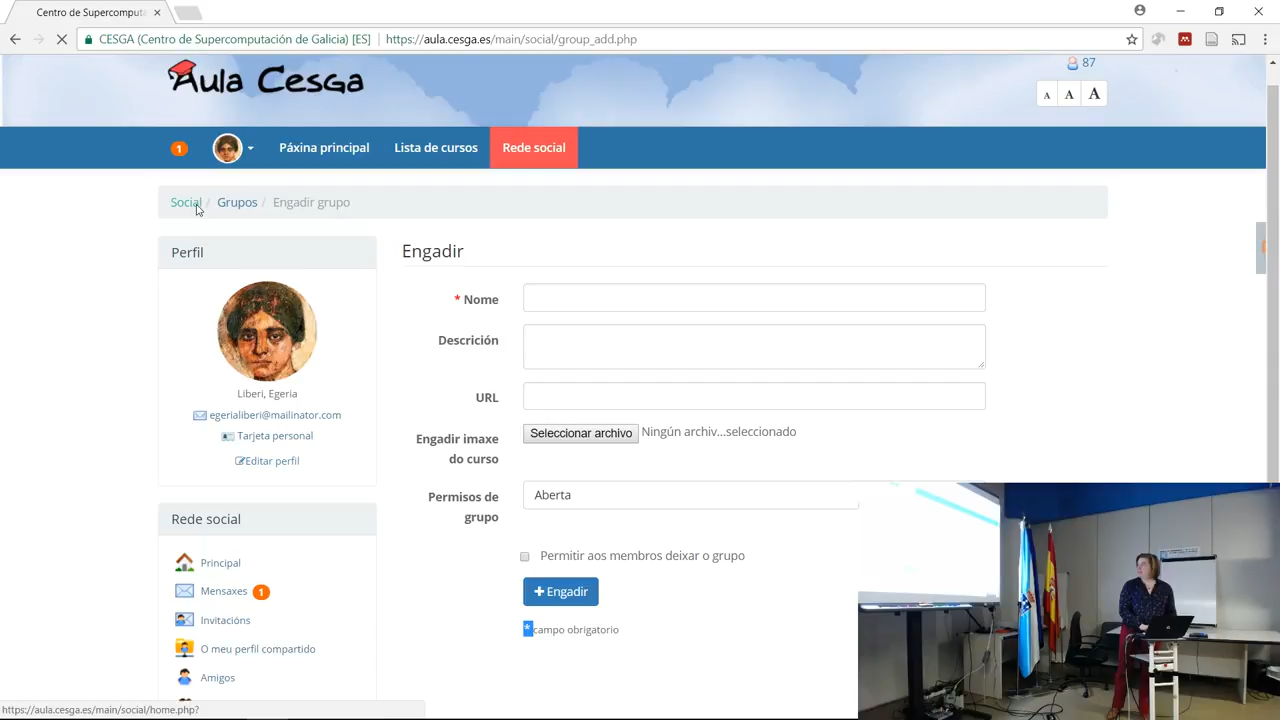 Centro de Supercomputa
CESGA (Centro de Supercomputación de Galicia) [ES]
https://aula.cesga.es/main/social/group_add.php
Aula CESGA
87
A A A
1
Páxina principal
Lista de cursos
Rede social
Social / Grupos / Engadir grupo
Perfil
Liberi, Egeria
egerialiberi@mailinator.com
Tarjeta personal
Editar perfil
Rede social
Principal
Mensaxes 1
Invitacións
O meu perfil compartido
Amigos
Engadir
* Nome
Descrición
URL
Engadir imaxe
do curso
Seleccionar archivo Ningún archiv...seleccionado
Permisos de
grupo
Aberta
Permitir aos membros deixar o grupo
+ Engadir
* campo obrigatorio
https://aula.cesga.es/main/social/home.php?